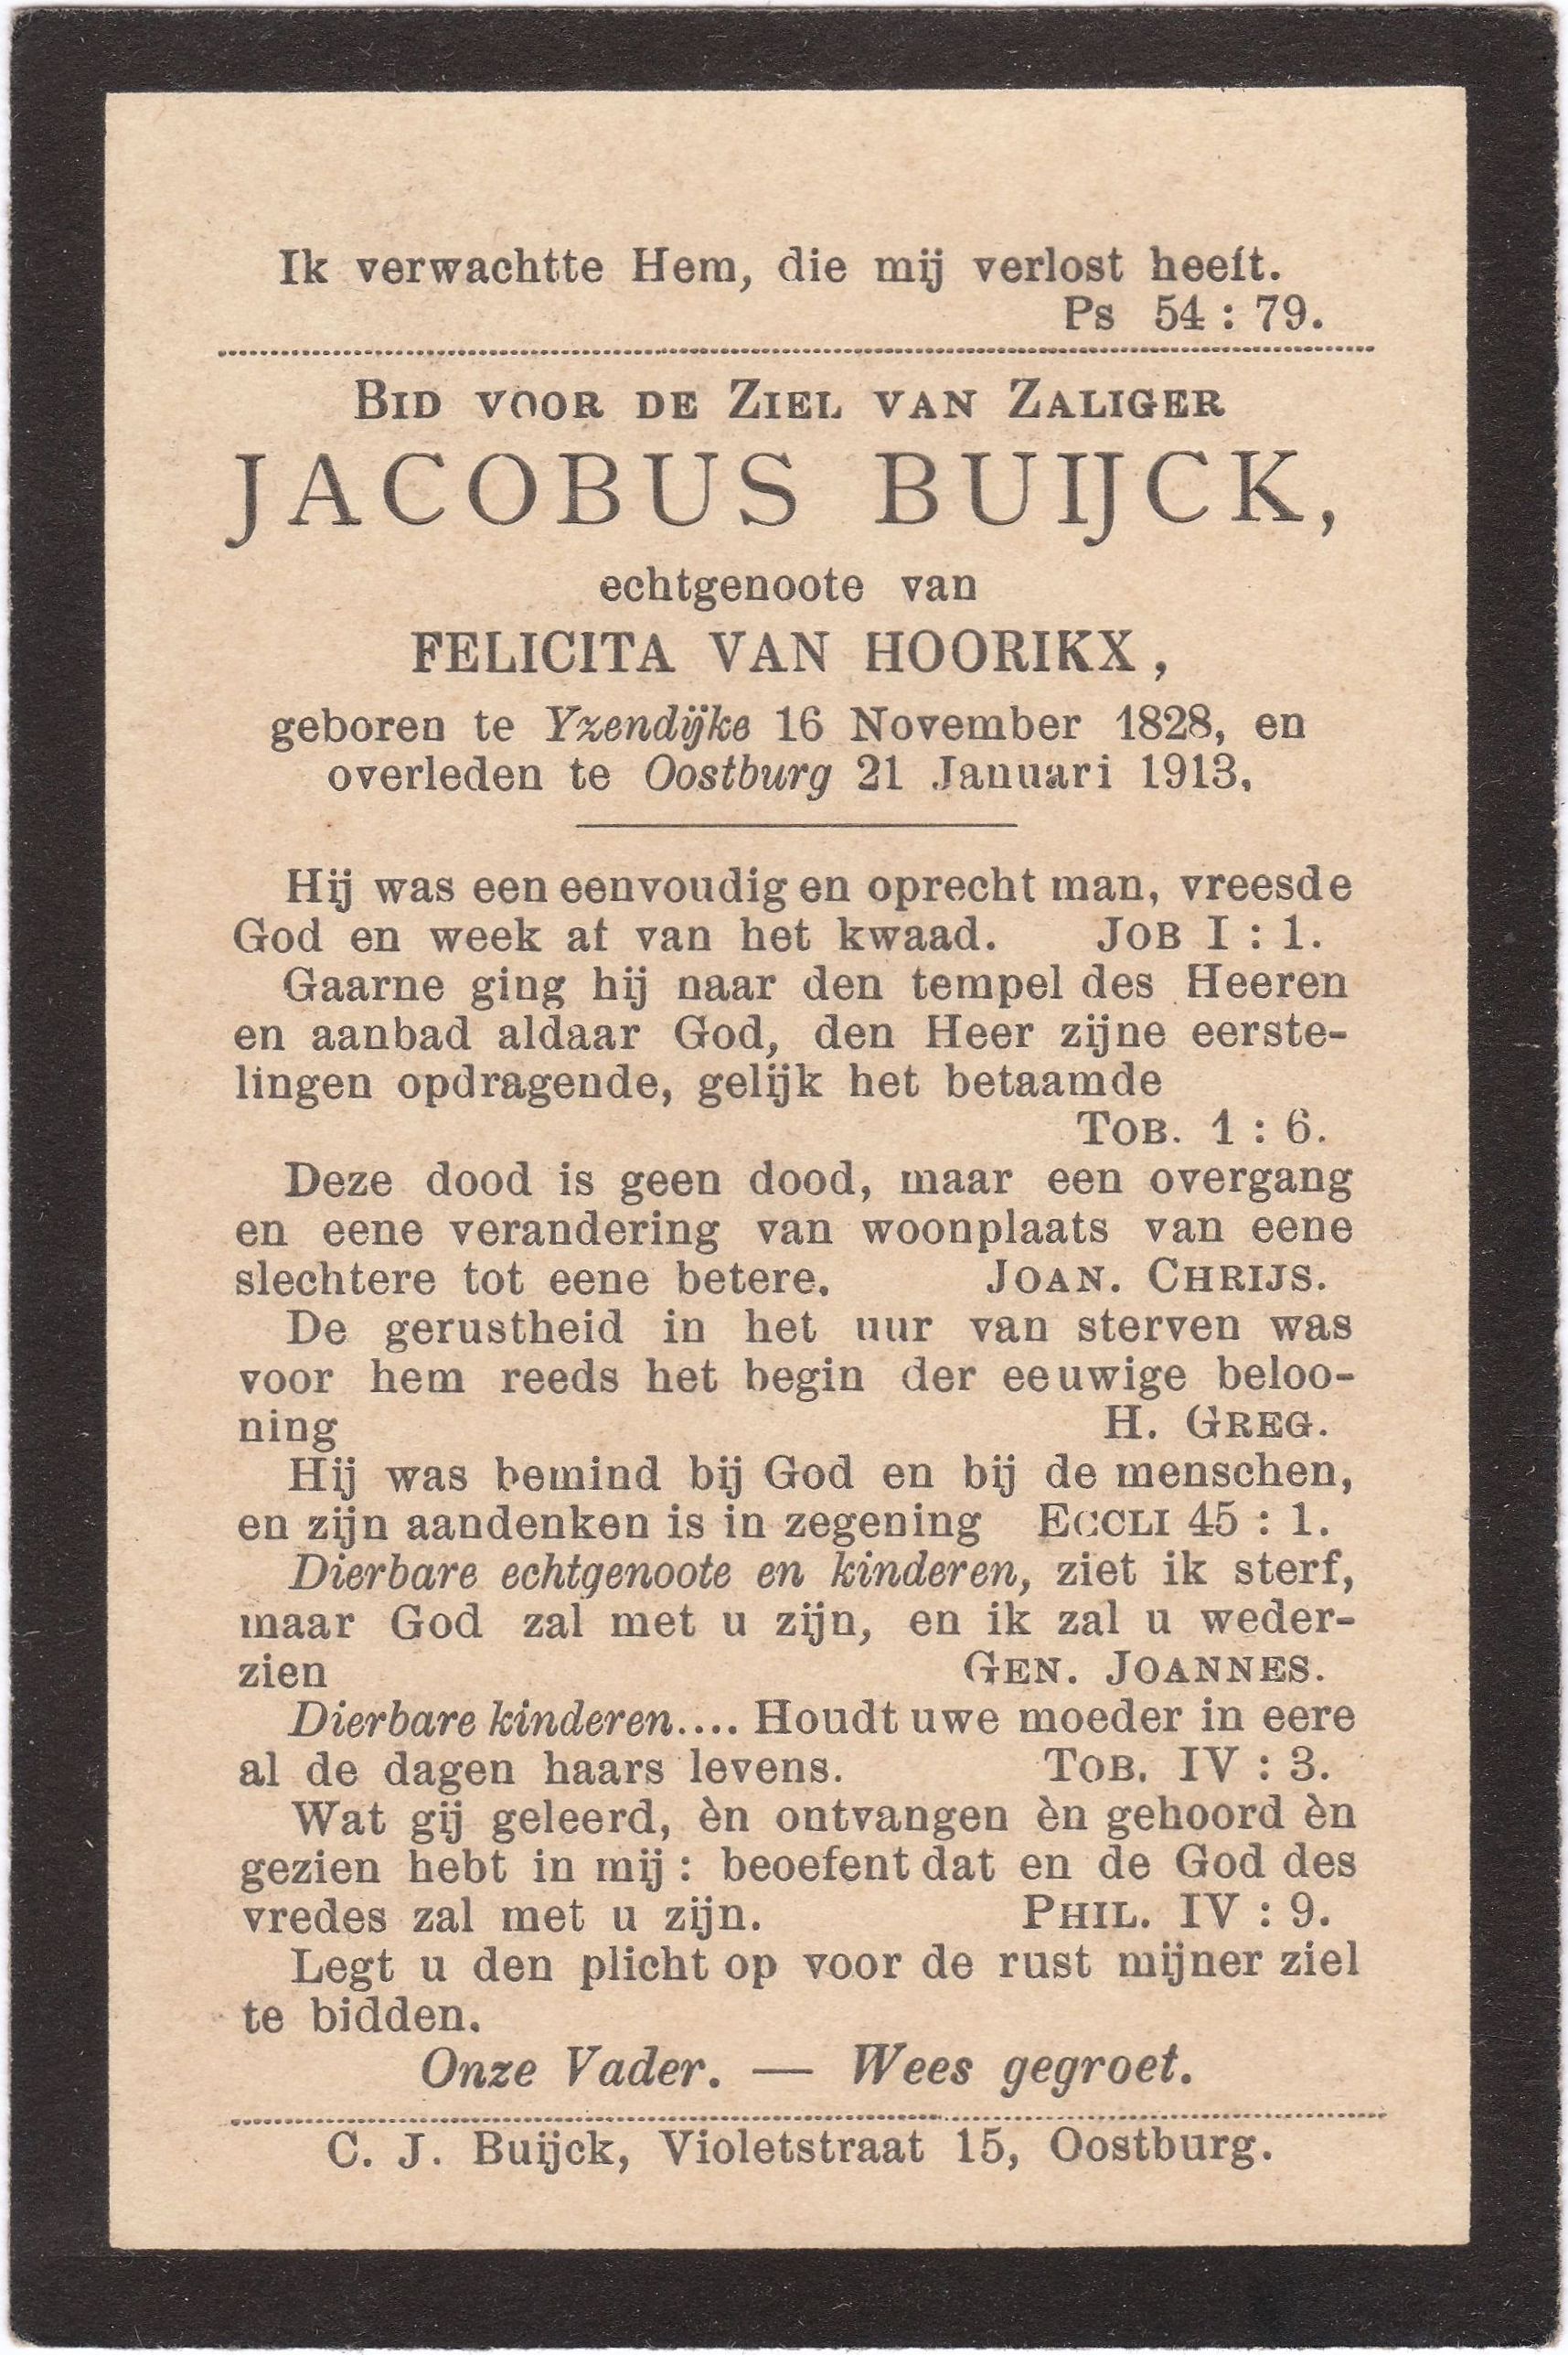 Ik verwachtte Hem, die mij verlost heeft.
Ps 54 : 79.
BID VOOR DE ZIEL VAN ZALIGER
JACOBUS BUIJCK,
echtgenoote van
FELICITA VAN HOORIKX,
geboren te Yzendijke 16 November 1828, en
overleden te Oostburg 21 Januari 1913,
Hij was een eenvoudig en oprecht man, vreesde
God en week af van het kwaad. JOB I : 1.
Gaarne ging hij naar den tempel des Heeren
en aanbad aldaar God, den Heer zijne eerste-
lingen opdragende, gelijk het betaamde
TOB. 1 : 6.
Deze dood is geen dood, maar een overgang
en eene verandering van woonplaats van eene
slechtere tot eene betere. JOAN. CHRIJS.
De gerustheid in het uur van sterven was
voor hem reeds het begin der eeuwige beloo-
ning H. GREG.
Hij was bemind bij God en bij de menschen,
en zijn aandenken is in zegening ECCLI 45 : 1.
Dierbare echtgenoote en kinderen, ziet ik sterf,
maar God zal met u zijn, en ik zal u weder-
zien GEN. JOANNES.
Dierbare kinderen.... Houdt uwe moeder in eere
al de dagen haars levens. TOB. IV : 3.
Wat gij geleerd, èn ontvangen èn gehoord èn
gezien hebt in mij : beoefent dat en de God des
vredes zal met u zijn. PHIL. IV : 9.
Legt u den plicht op voor de rust mijner ziel
te bidden.
Onze Vader. — Wees gegroet.
C. J. Buijck, Violetstraat 15, Oostburg.